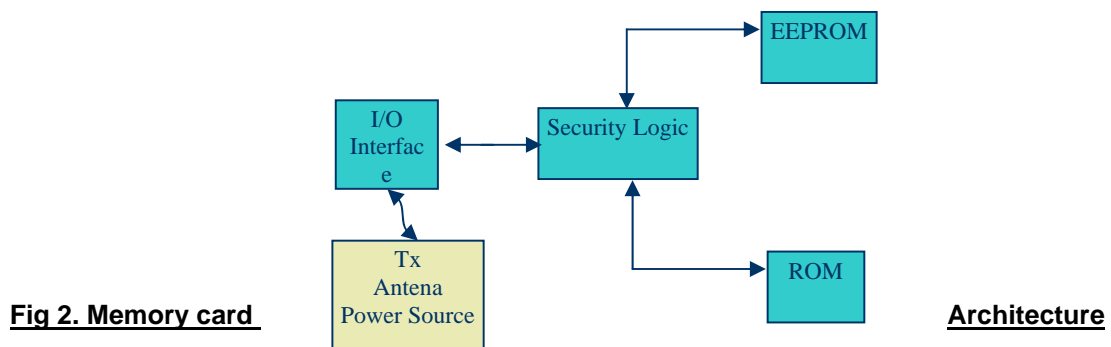 EEPROM
I/O
Interfac
e
Security Logic
Tx
Antena
Power Source
ROM
Fig 2. Memory card Architecture